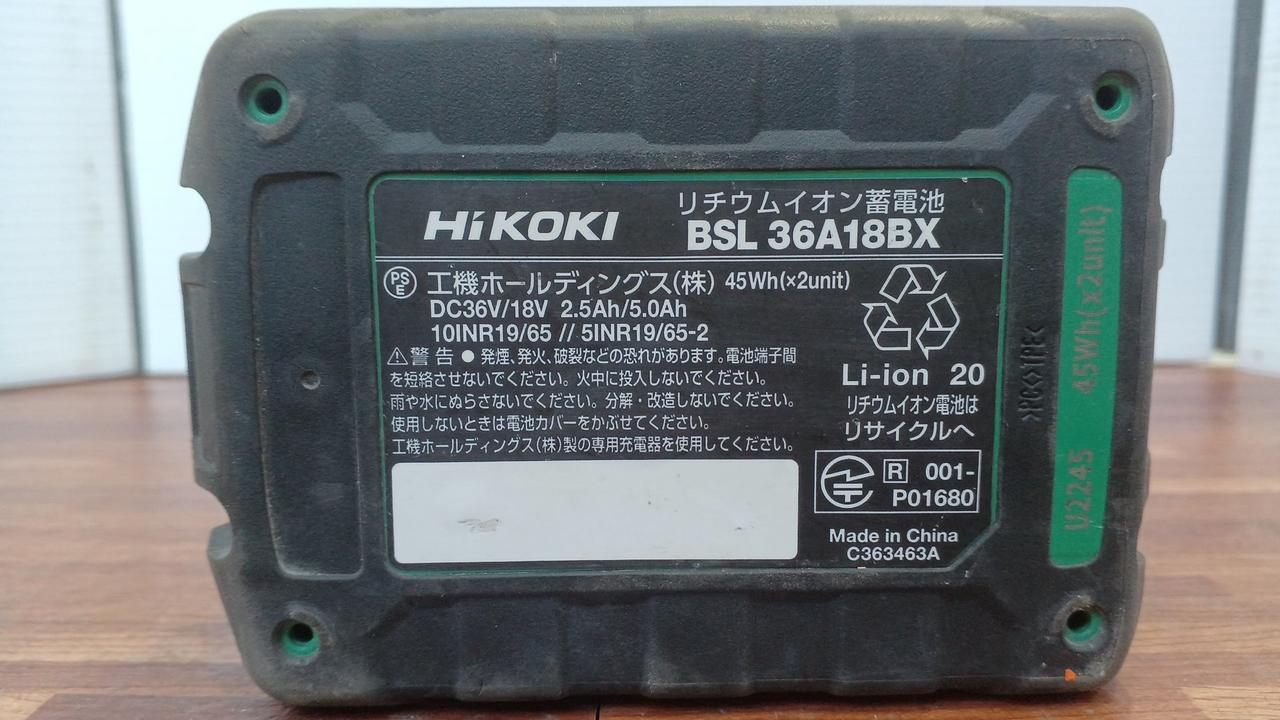 HiKOKI
リチウムイオン蓄電池
BSL 36A18BX
PSE 工機ホールディングス(株) 45Wh(×2unit)
DC36V/18V 2.5Ah/5.0Ah
10INR19/65 // 5INR19/65-2
⚠警告 ● 発煙、発火、破裂などの恐れがあります。電池端子間
を短絡させないでください。火中に投入しないでください。
雨や水にぬらさないでください。分解・改造しないでください。
使用しないときは電池カバーをかぶせてください。
工機ホールディングス(株)製の専用充電器を使用してください。
Li-ion 20
リチウムイオン電池は
リサイクルへ
R 001-
P01680
Made in China
C363463A
>PC<>TPE<
U2245 45Wh(x2unit)